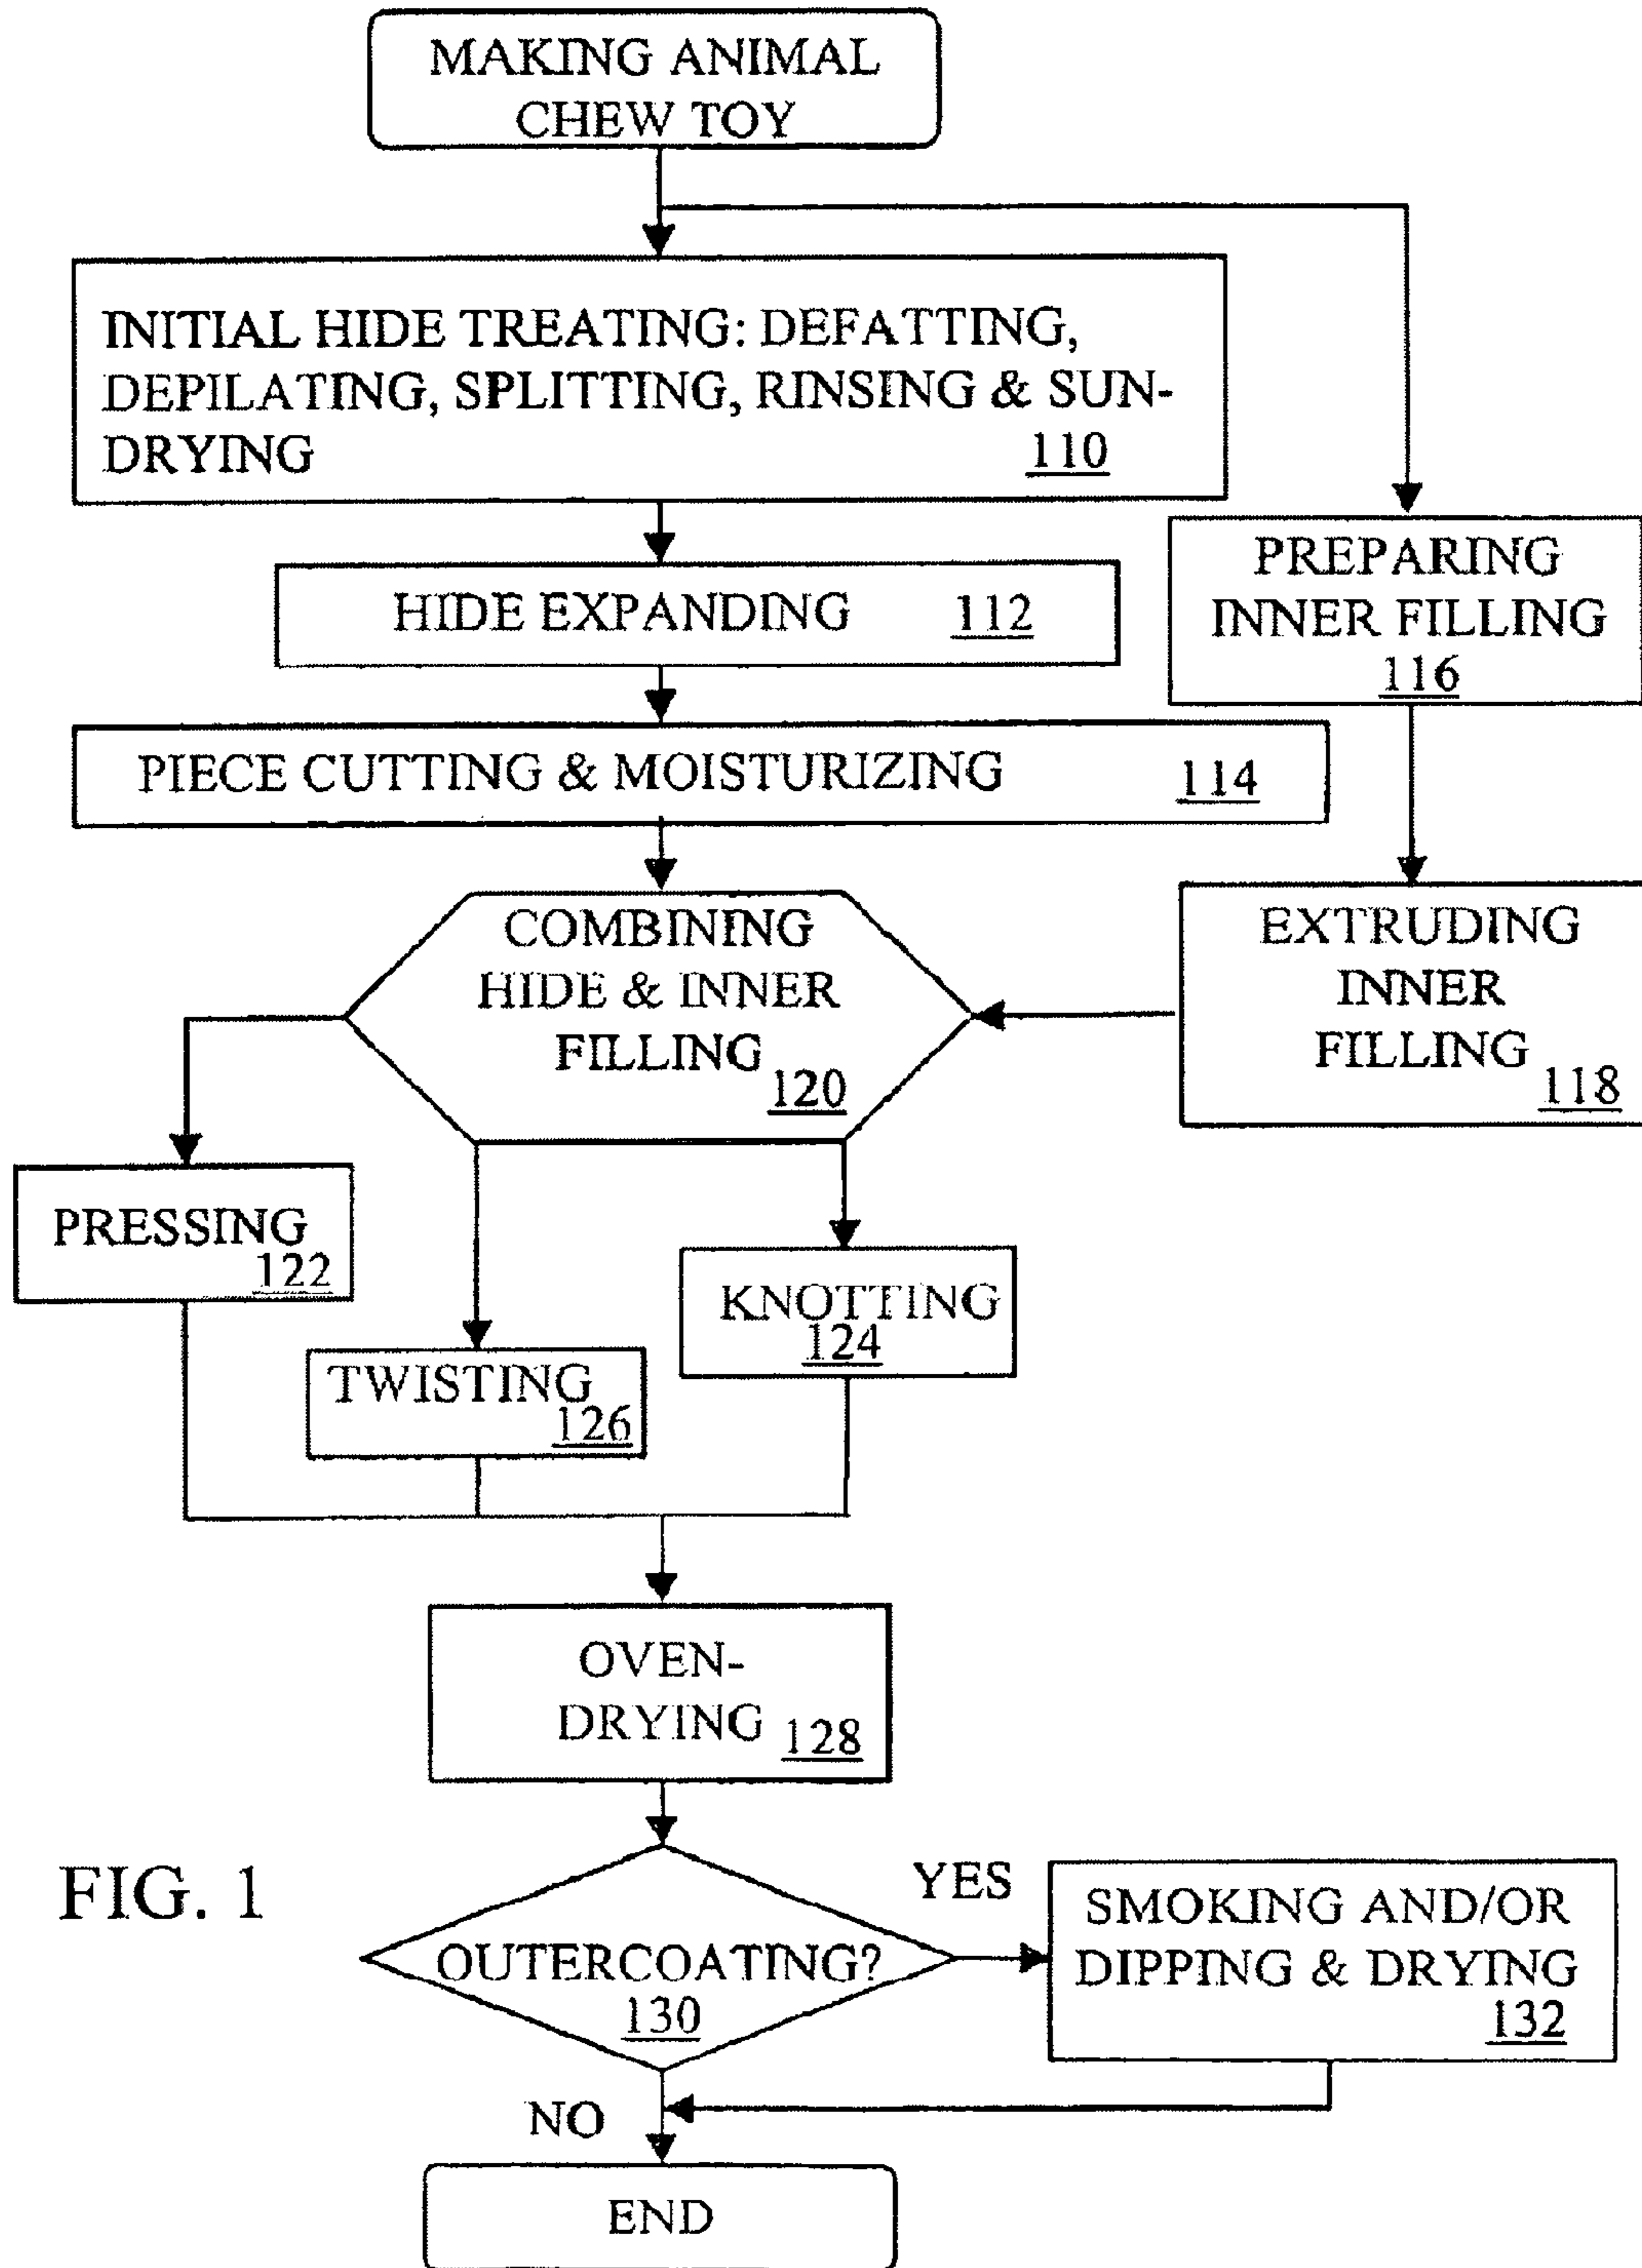 MAKING ANIMAL
CHEW TOY
INITIAL HIDE TREATING: DEFATTING,
DEPILATING, SPLITTING, RINSING & SUN-
DRYING 110
HIDE EXPANDING 112
PREPARING
INNER FILLING
116
PIECE CUTTING & MOISTURIZING 114
COMBINING
HIDE & INNER
FILLING
120
EXTRUDING
INNER
FILLING
118
PRESSING
122
KNOTTING
124
TWISTING
126
OVEN-
DRYING 128
FIG. 1
OUTERCOATING?
130
YES
SMOKING AND/OR
DIPPING & DRYING
132
NO
END